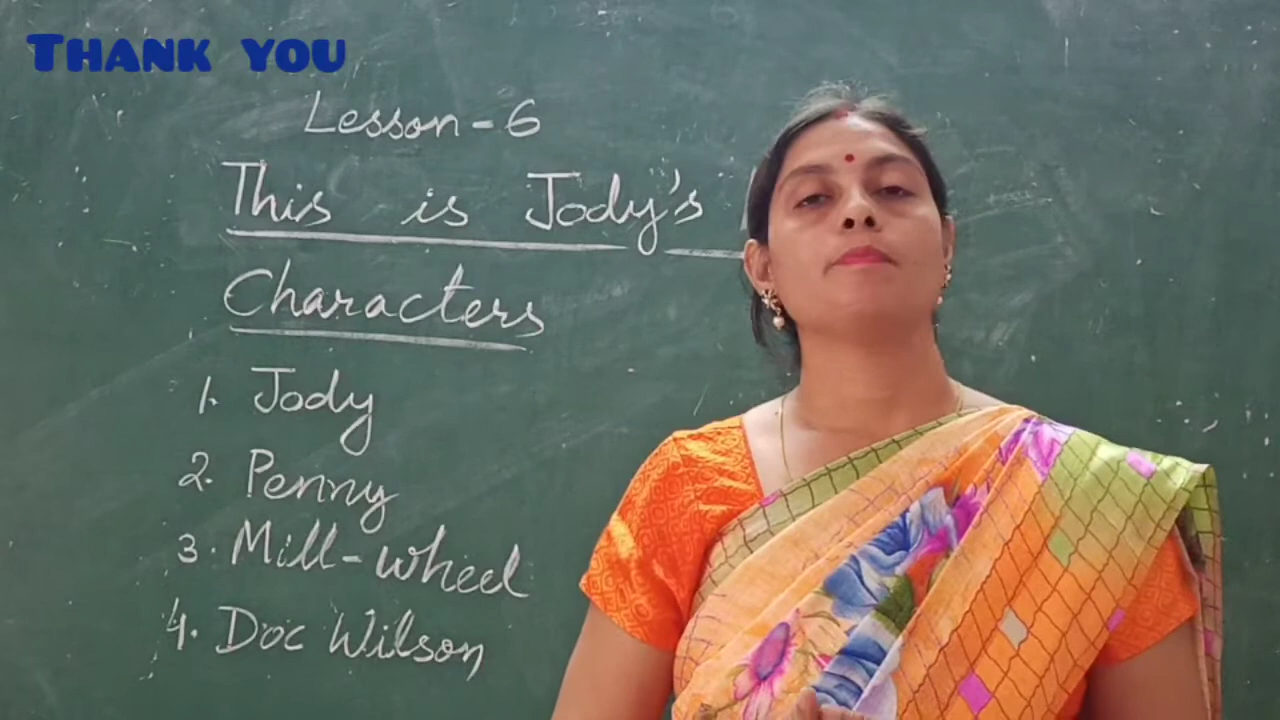 THANK YOU
Lesson - 6
This is Jody's
Characters
1. Jody
2. Penny
3. Mill-wheel
4. Doc Wilson